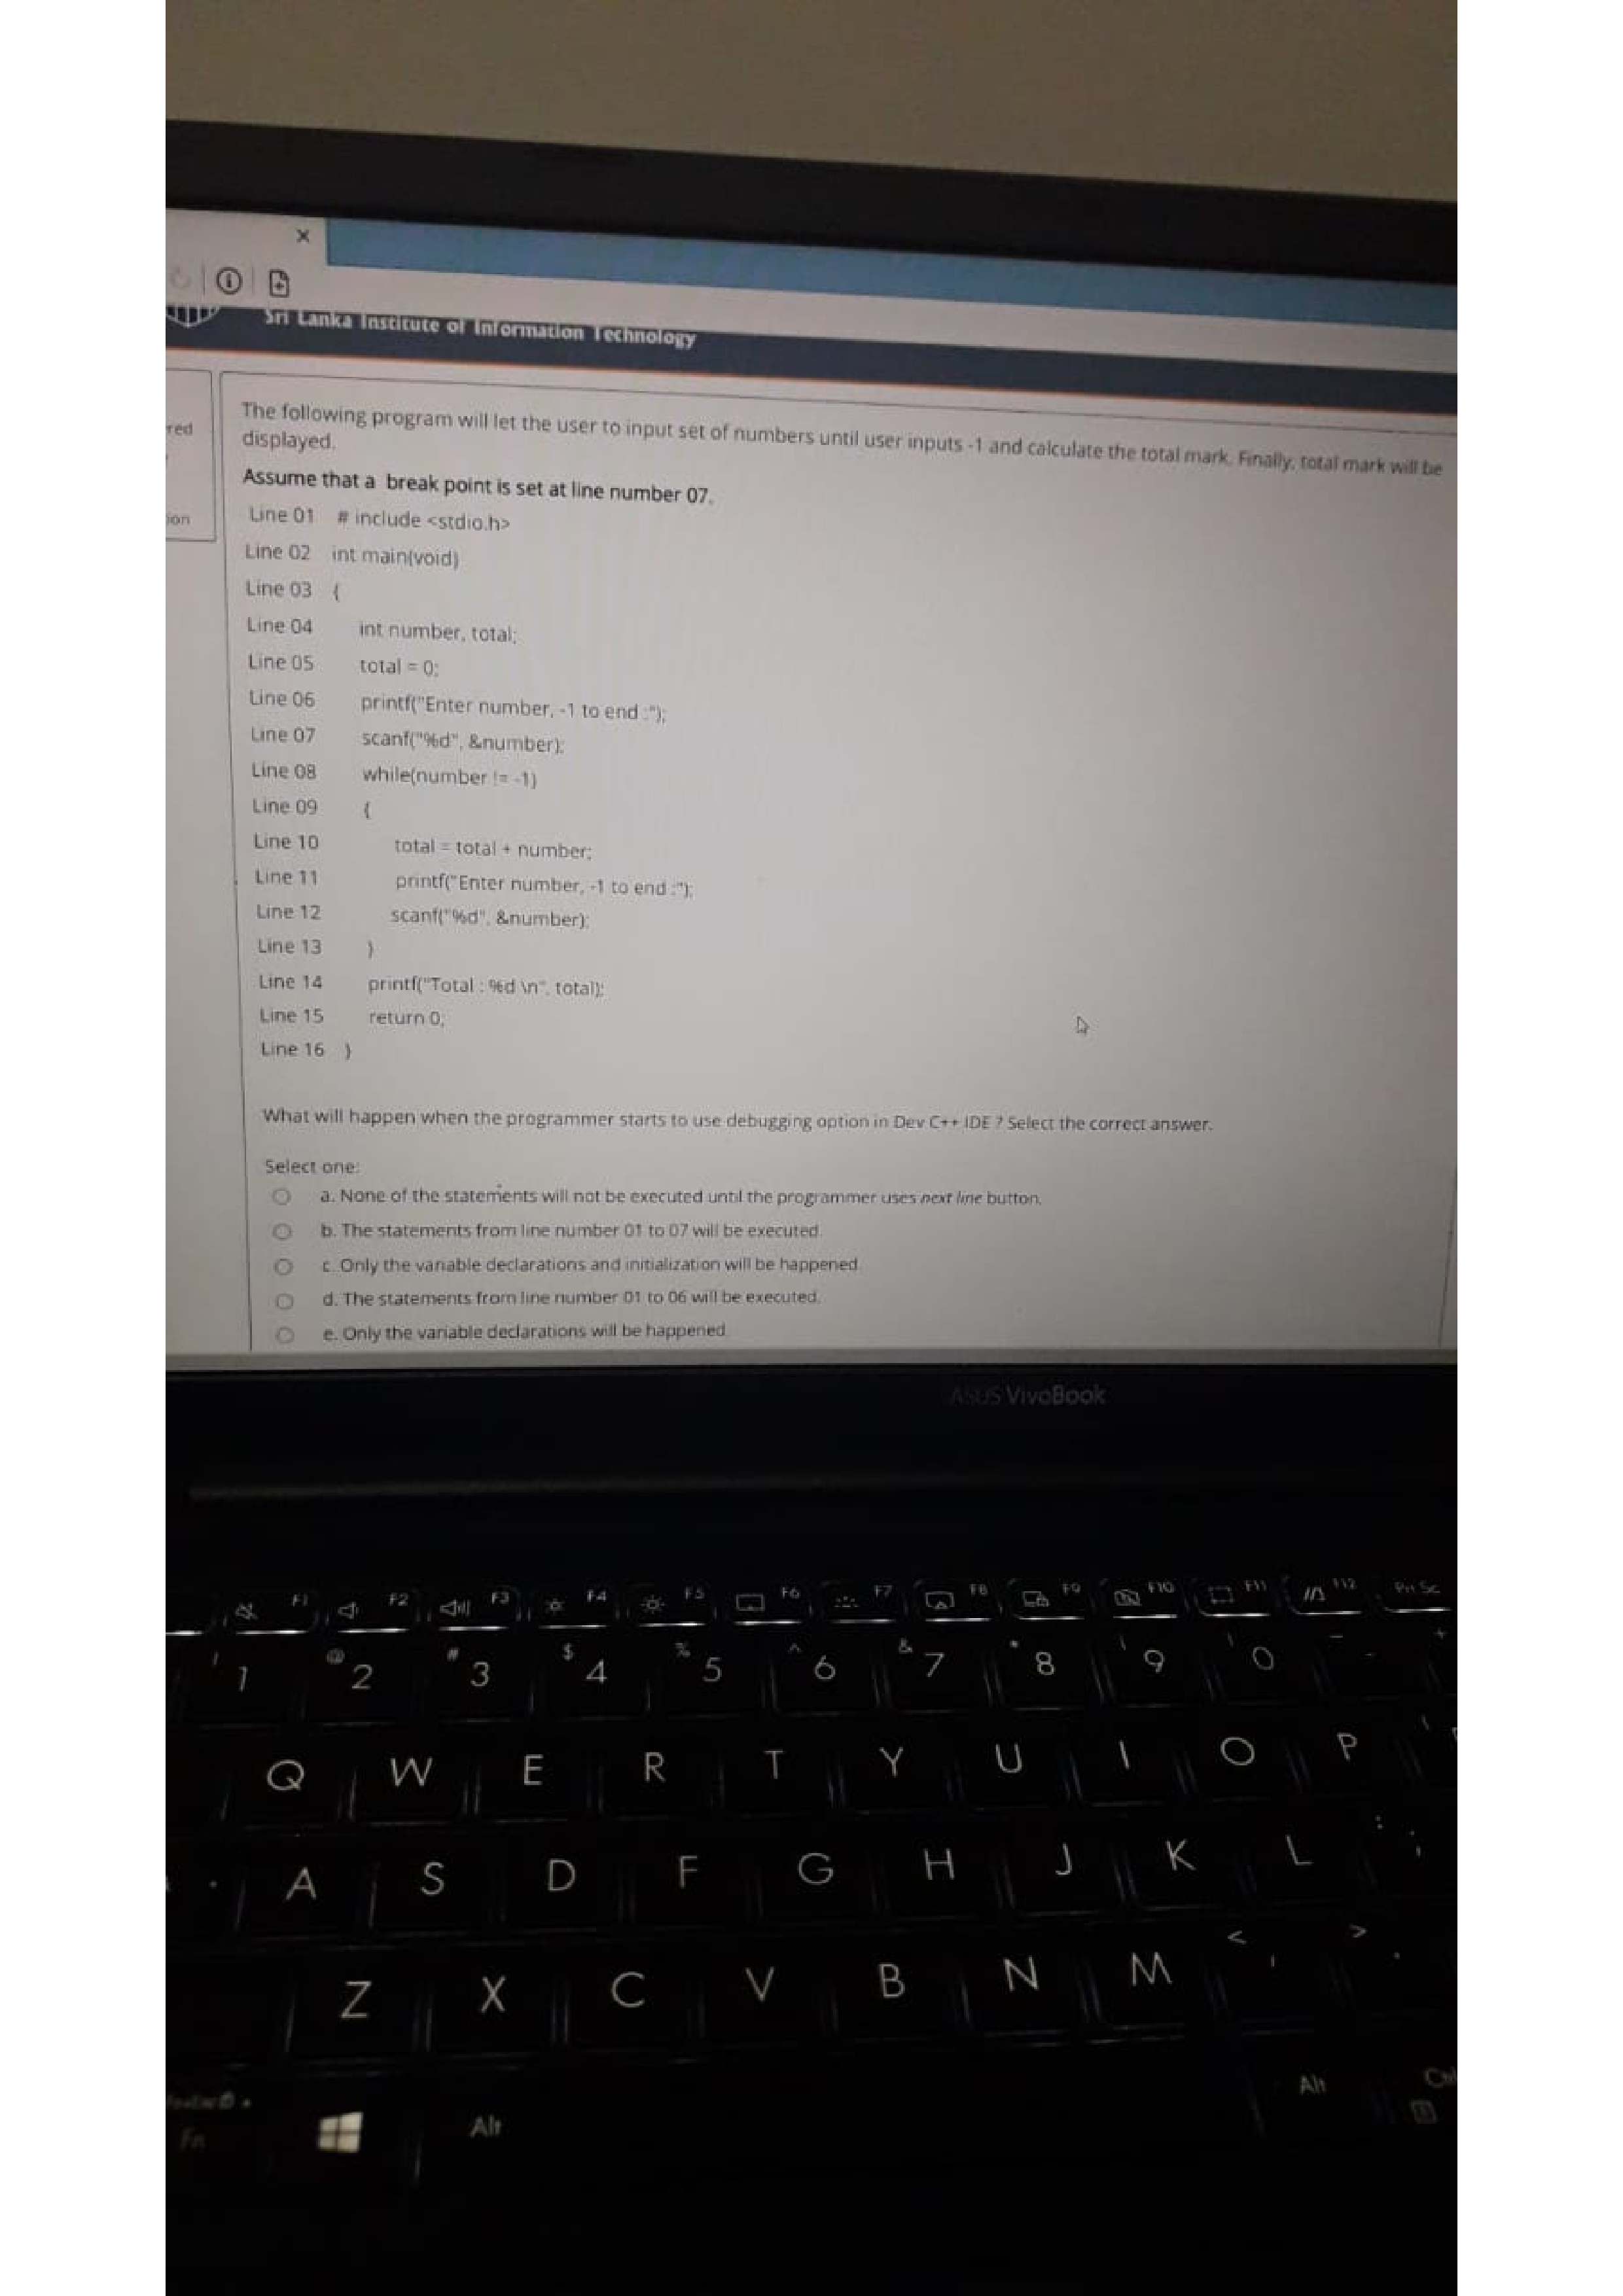 ×
Sri Lanka Institute of Information Technology
red
ion
The following program will let the user to input set of numbers until user inputs -1 and calculate the total mark. Finally, total mark will be
displayed.
Assume that a break point is set at line number 07.
Line 01 # include <stdio.h>
Line 02 int main(void)
Line 03 {
Line 04 int number, total;
Line 05 total = 0;
Line 06 printf("Enter number, -1 to end :");
Line 07 scanf("%d", &number);
Line 08 while(number != -1)
Line 09 {
Line 10 total = total + number;
Line 11 printf("Enter number, -1 to end :");
Line 12 scanf("%d", &number);
Line 13 }
Line 14 printf("Total : %d \n", total);
Line 15 return 0;
Line 16 }
What will happen when the programmer starts to use debugging option in Dev C++ IDE ? Select the correct answer.
Select one:
a. None of the statements will not be executed until the programmer uses next line button.
b. The statements from line number 01 to 07 will be executed.
c. Only the variable declarations and initialization will be happened.
d. The statements from line number 01 to 06 will be executed.
e. Only the variable declarations will be happened.
ASUS VivoBook
F1 F2 F3 F4 F5 F6 F7 F8 F9 F10 F11 F12 Prt Sc
! @ # $ % ^ & * ( ) _ +
1 2 3 4 5 6 7 8 9 0 -
Q W E R T Y U I O P
A S D F G H J K L : ;
Z X C V B N M < , > .
Fn Alt Alt Ctrl